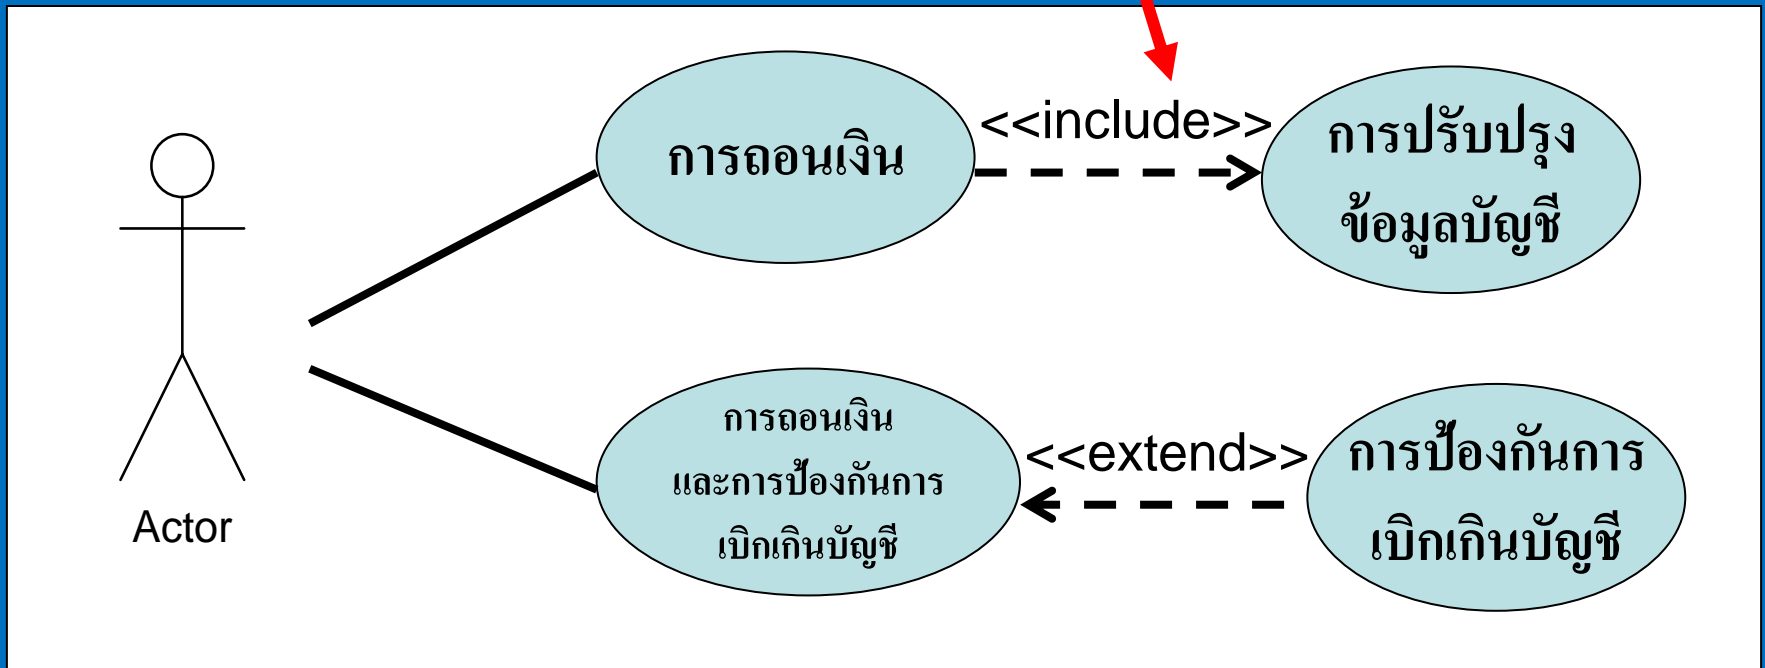 การถอนเงิน
<<include>>
การปรับปรุง
ข้อมูลบัญชี
Actor
การถอนเงิน
และการป้องกันการ
เบิกเกินบัญชี
<<extend>>
การป้องกันการ
เบิกเกินบัญชี